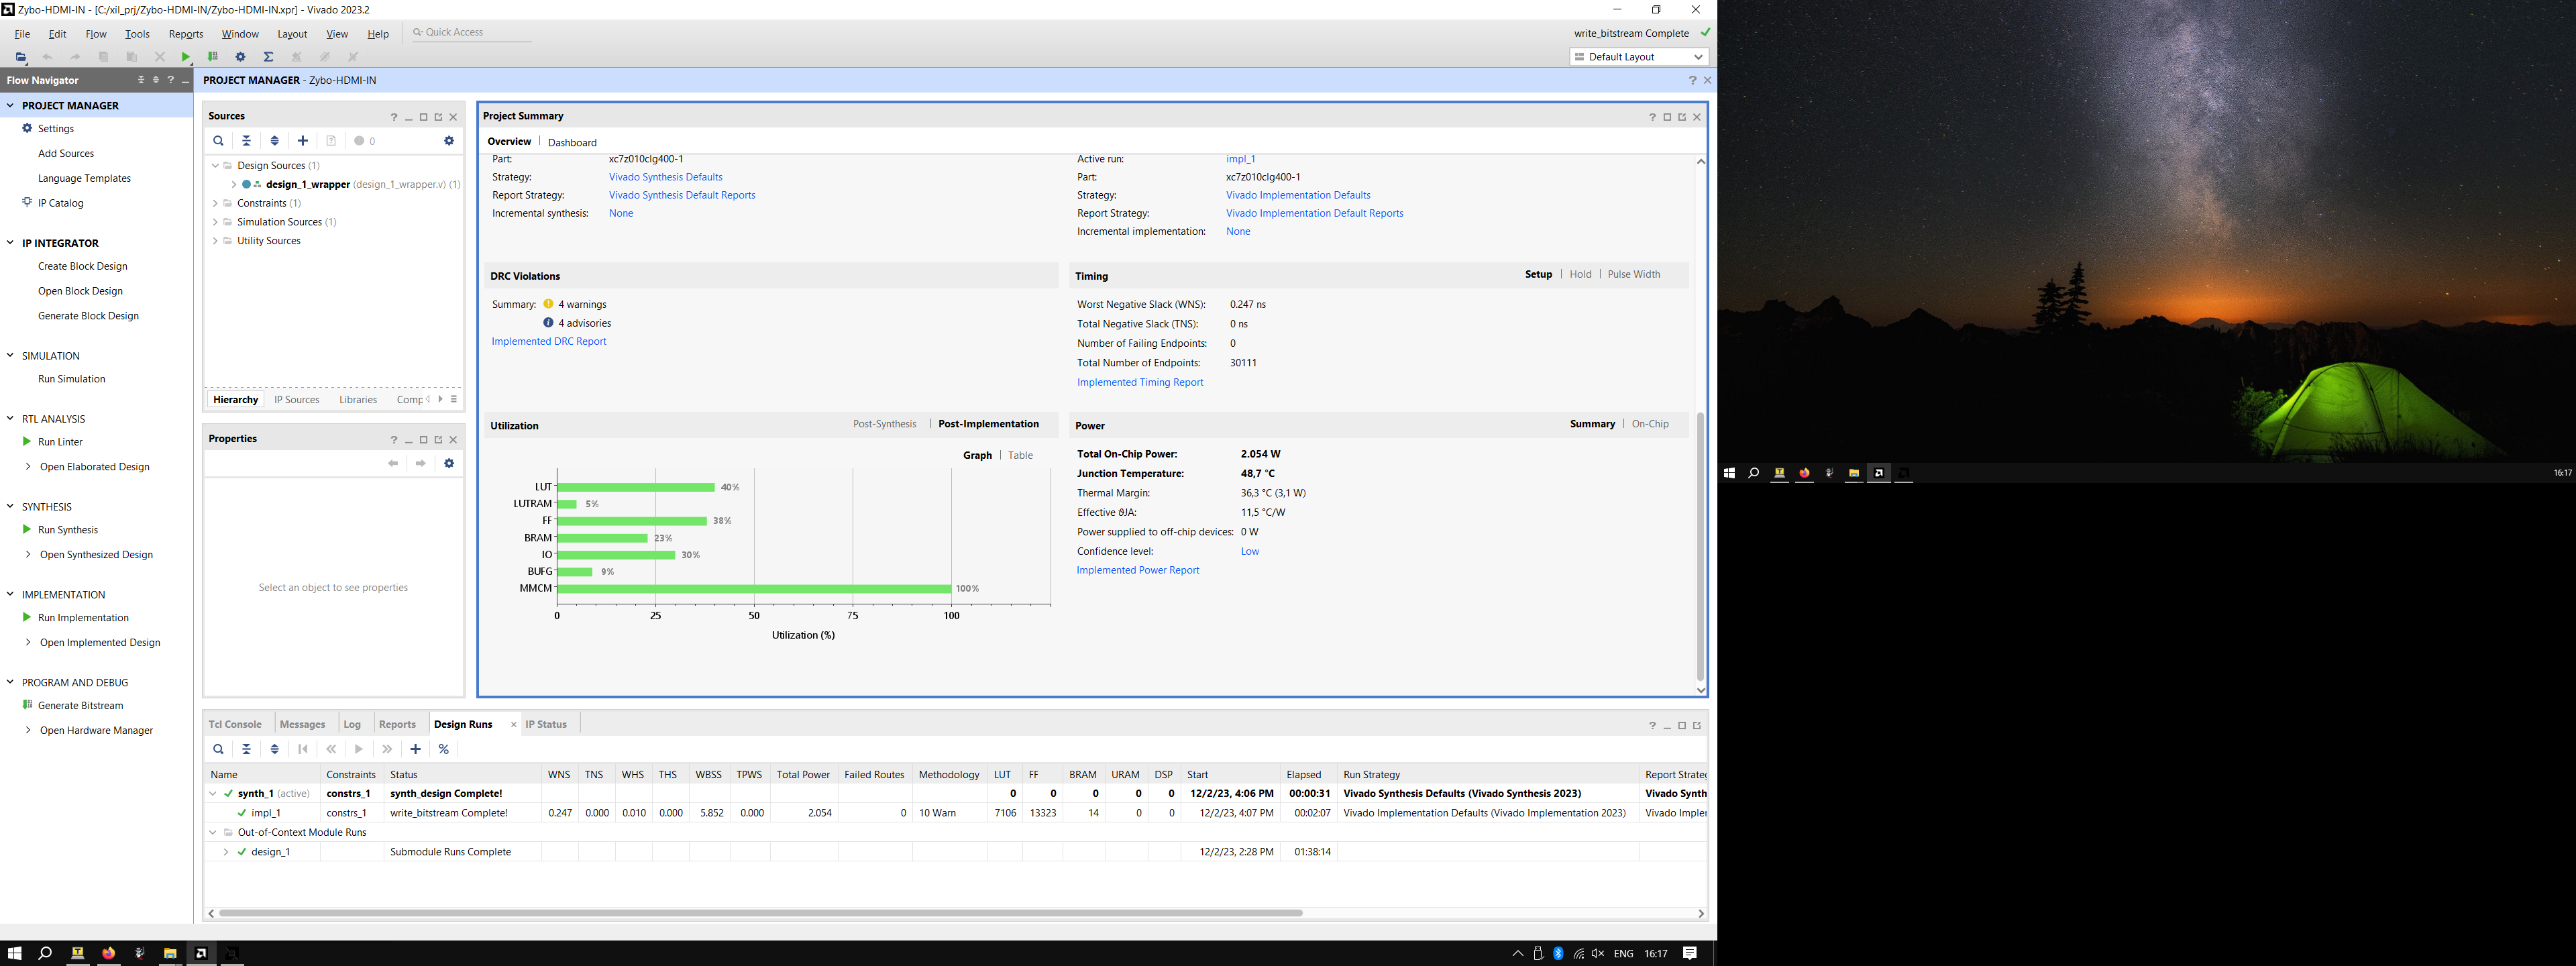 Zybo-HDMI-IN - [C:/xil_prj/Zybo-HDMI-IN/Zybo-HDMI-IN.xpr] - Vivado 2023.2
File Edit Flow Tools Reports Window Layout View Help Quick Access
write_bitstream Complete
Default Layout
Flow Navigator
PROJECT MANAGER - Zybo-HDMI-IN
PROJECT MANAGER
Settings
Add Sources
Language Templates
IP Catalog
IP INTEGRATOR
Create Block Design
Open Block Design
Generate Block Design
SIMULATION
Run Simulation
RTL ANALYSIS
Run Linter
Open Elaborated Design
SYNTHESIS
Run Synthesis
Open Synthesized Design
IMPLEMENTATION
Run Implementation
Open Implemented Design
PROGRAM AND DEBUG
Generate Bitstream
Open Hardware Manager
Sources
0
Design Sources (1)
design_1_wrapper (design_1_wrapper.v) (1)
Constraints (1)
Simulation Sources (1)
Utility Sources
Hierarchy IP Sources Libraries Comp
Properties
Select an object to see properties
Project Summary
Overview Dashboard
Part: xc7z010clg400-1
Strategy: Vivado Synthesis Defaults
Report Strategy: Vivado Synthesis Default Reports
Incremental synthesis: None
Active run: impl_1
Part: xc7z010clg400-1
Strategy: Vivado Implementation Defaults
Report Strategy: Vivado Implementation Default Reports
Incremental implementation: None
DRC Violations
Summary: 4 warnings
4 advisories
Implemented DRC Report
Timing Setup Hold Pulse Width
Worst Negative Slack (WNS): 0.247 ns
Total Negative Slack (TNS): 0 ns
Number of Failing Endpoints: 0
Total Number of Endpoints: 30111
Implemented Timing Report
Utilization Post-Synthesis Post-Implementation
Graph Table
LUT 40%
LUTRAM 5%
FF 38%
BRAM 23%
IO 30%
BUFG 9%
MMCM 100%
0 25 50 75 100
Utilization (%)
Power Summary On-Chip
Total On-Chip Power: 2.054 W
Junction Temperature: 48,7 °C
Thermal Margin: 36,3 °C (3,1 W)
Effective ϑJA: 11,5 °C/W
Power supplied to off-chip devices: 0 W
Confidence level: Low
Implemented Power Report
Tcl Console Messages Log Reports Design Runs IP Status
Name Constraints Status WNS TNS WHS THS WBSS TPWS Total Power Failed Routes Methodology LUT FF BRAM URAM DSP Start Elapsed Run Strategy Report Strateg
synth_1 (active) constrs_1 synth_design Complete! 0 0 0 0 0 12/2/23, 4:06 PM 00:00:31 Vivado Synthesis Defaults (Vivado Synthesis 2023) Vivado Synth
impl_1 constrs_1 write_bitstream Complete! 0.247 0.000 0.010 0.000 5.852 0.000 2.054 0 10 Warn 7106 13323 14 0 0 12/2/23, 4:07 PM 00:02:07 Vivado Implementation Defaults (Vivado Implementation 2023) Vivado Impler
Out-of-Context Module Runs
design_1 Submodule Runs Complete 12/2/23, 2:28 PM 01:38:14
ENG 16:17
16:17